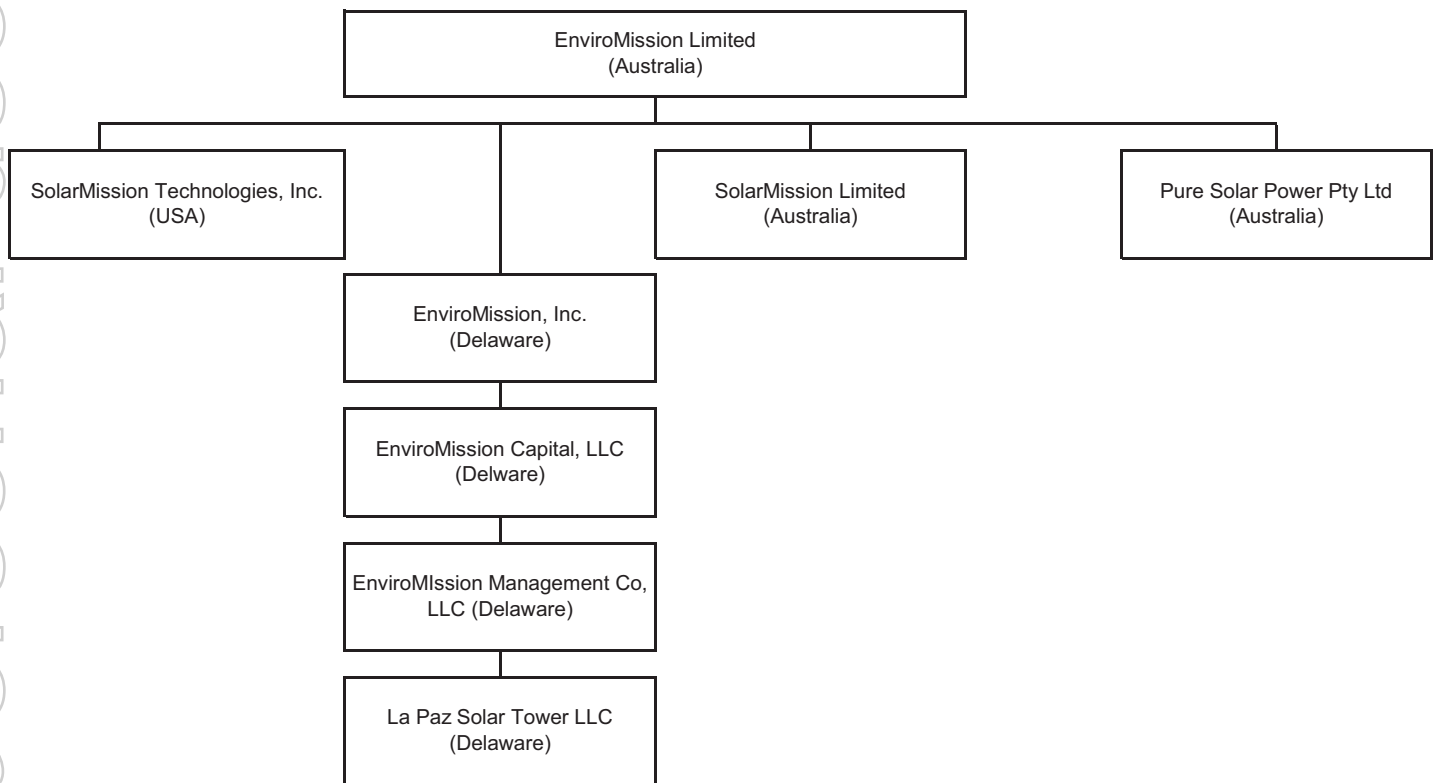 EnviroMission Limited
(Australia)
SolarMission Technologies, Inc.
(USA)
SolarMission Limited
(Australia)
Pure Solar Power Pty Ltd
(Australia)
EnviroMission, Inc.
(Delaware)
EnviroMission Capital, LLC
(Delware)
EnviroMIssion Management Co,
LLC (Delaware)
La Paz Solar Tower LLC
(Delaware)